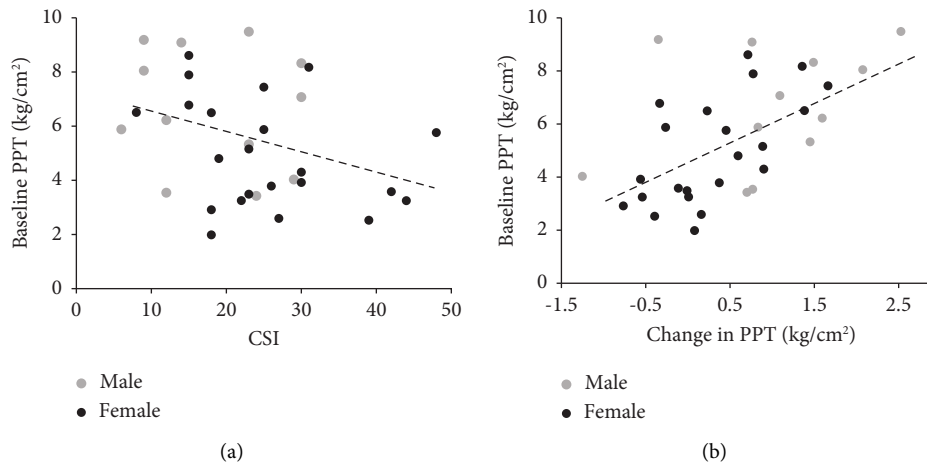 Baseline PPT (kg/cm²)
10
8
6
4
2
0
0 10 20 30 40 50
CSI
Male
Female
(a)
Baseline PPT (kg/cm²)
10
8
6
4
2
0
-1.5 -0.5 0.5 1.5 2.5
Change in PPT (kg/cm²)
Male
Female
(b)